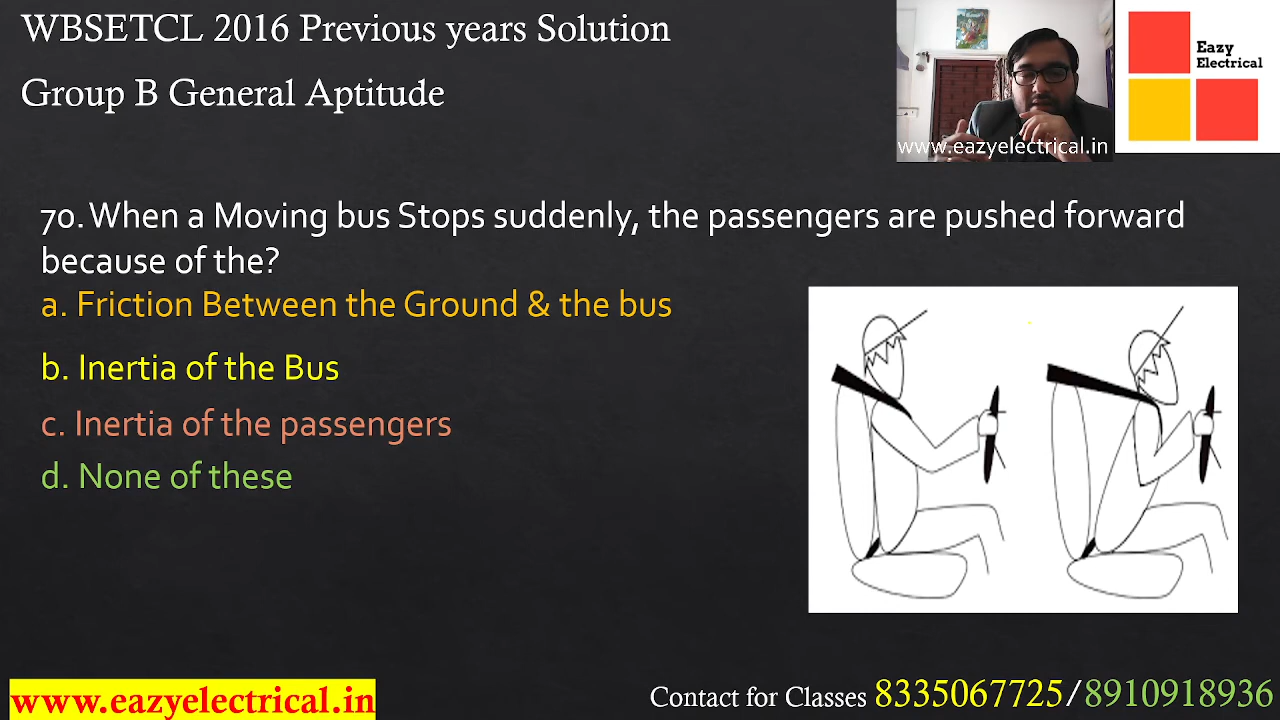 WBSETCL 2016 Previous years Solution
Group B General Aptitude
Eazy
Electrical
www.eazyelectrical.in
70. When a Moving bus Stops suddenly, the passengers are pushed forward
because of the?
a. Friction Between the Ground & the bus
b. Inertia of the Bus
c. Inertia of the passengers
d. None of these
www.eazyelectrical.in
Contact for Classes 8335067725/8910918936